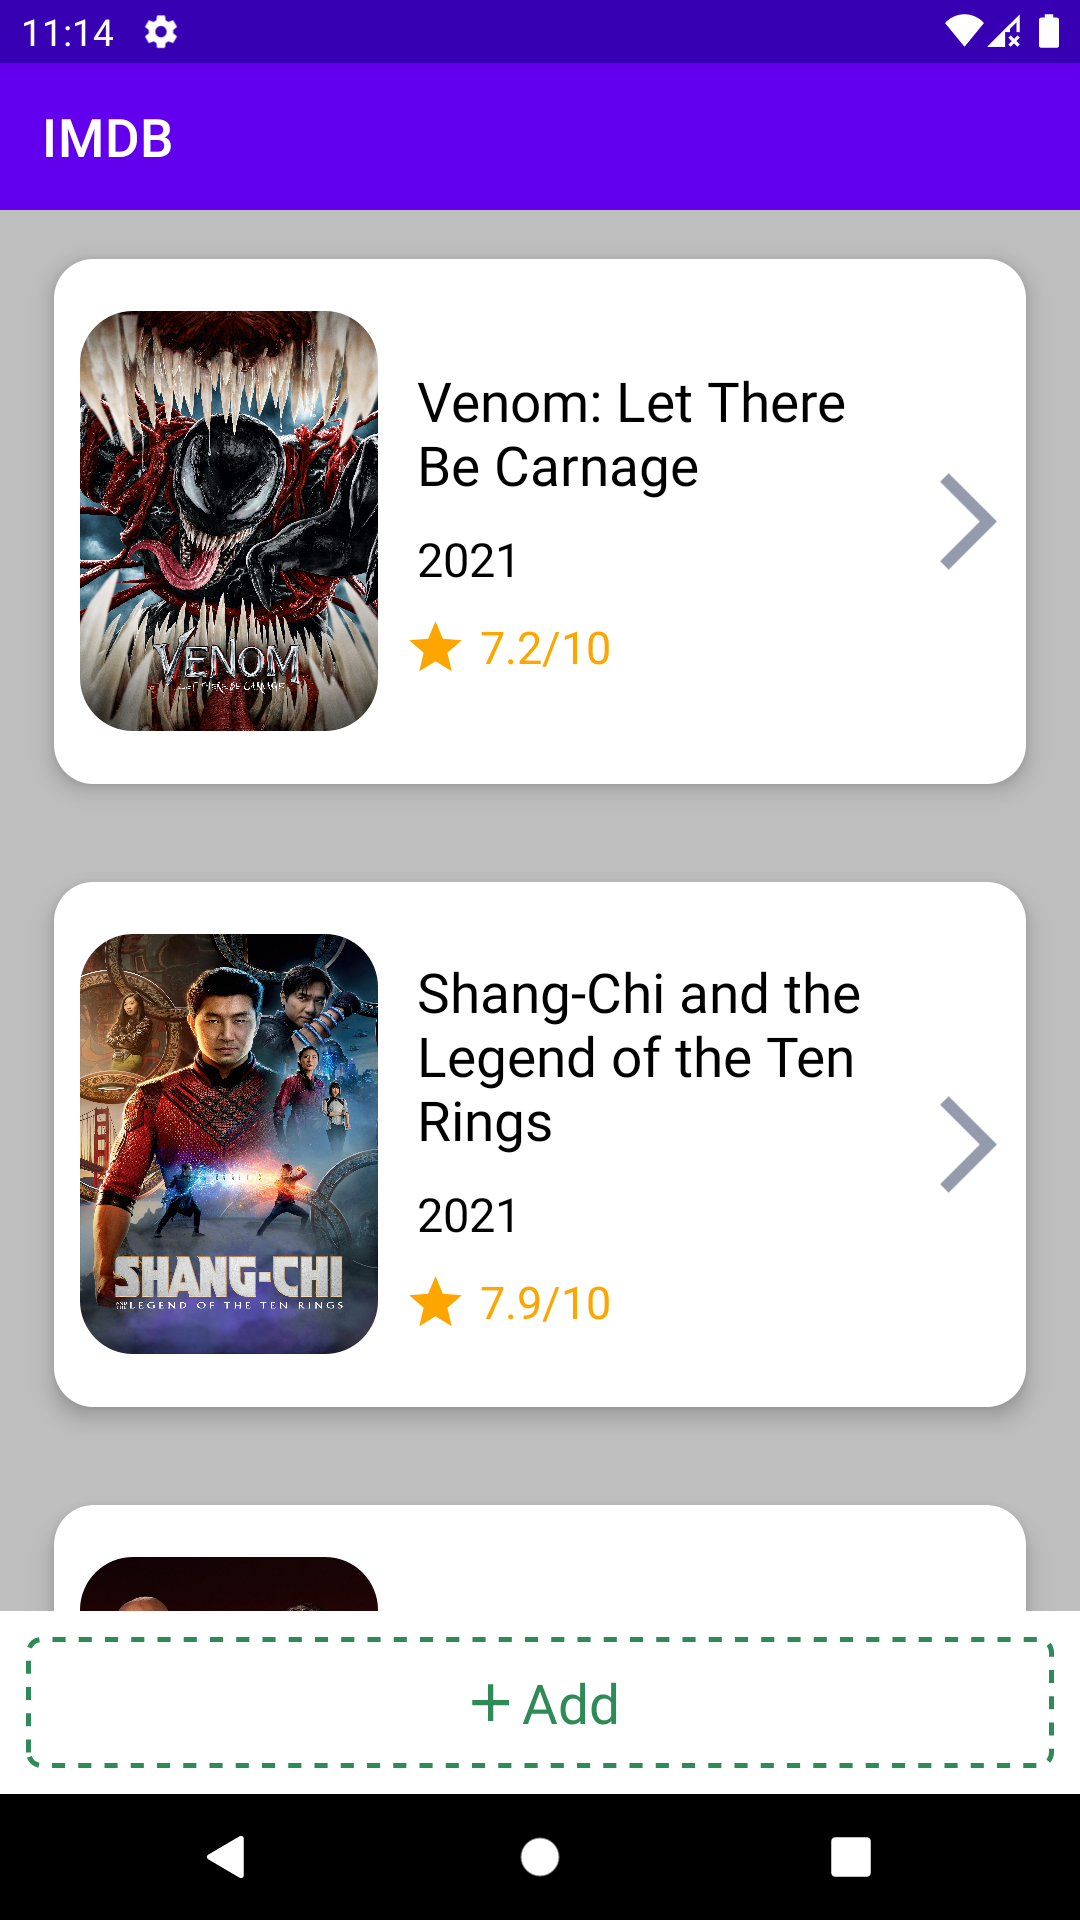 11:14
IMDB
Venom: Let There
Be Carnage
2021
7.2/10
VENOM
LET THERE BE CARNAGE
Shang-Chi and the
Legend of the Ten
Rings
2021
7.9/10
SHANG-CHI
AND THE LEGEND OF THE TEN RINGS
+ Add